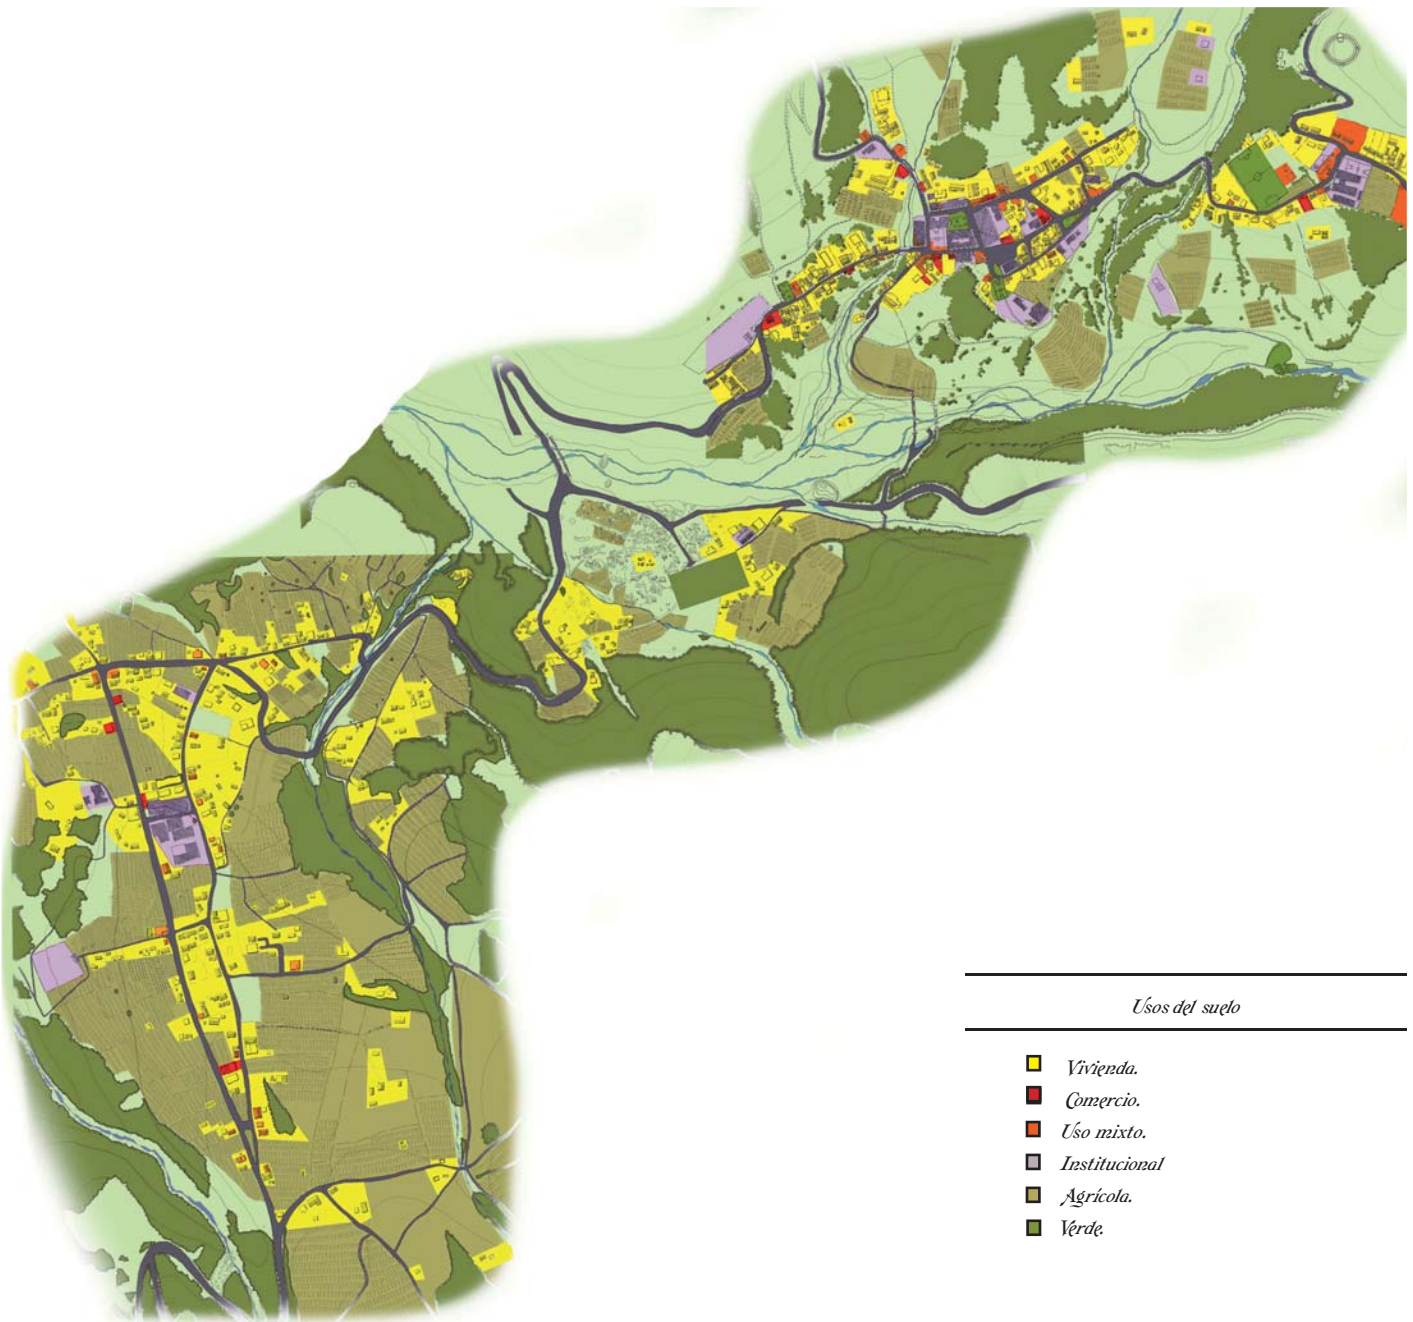 Usos del suelo
Vivienda.
Comercio.
Uso mixto.
Institucional
Agrícola.
Verde.